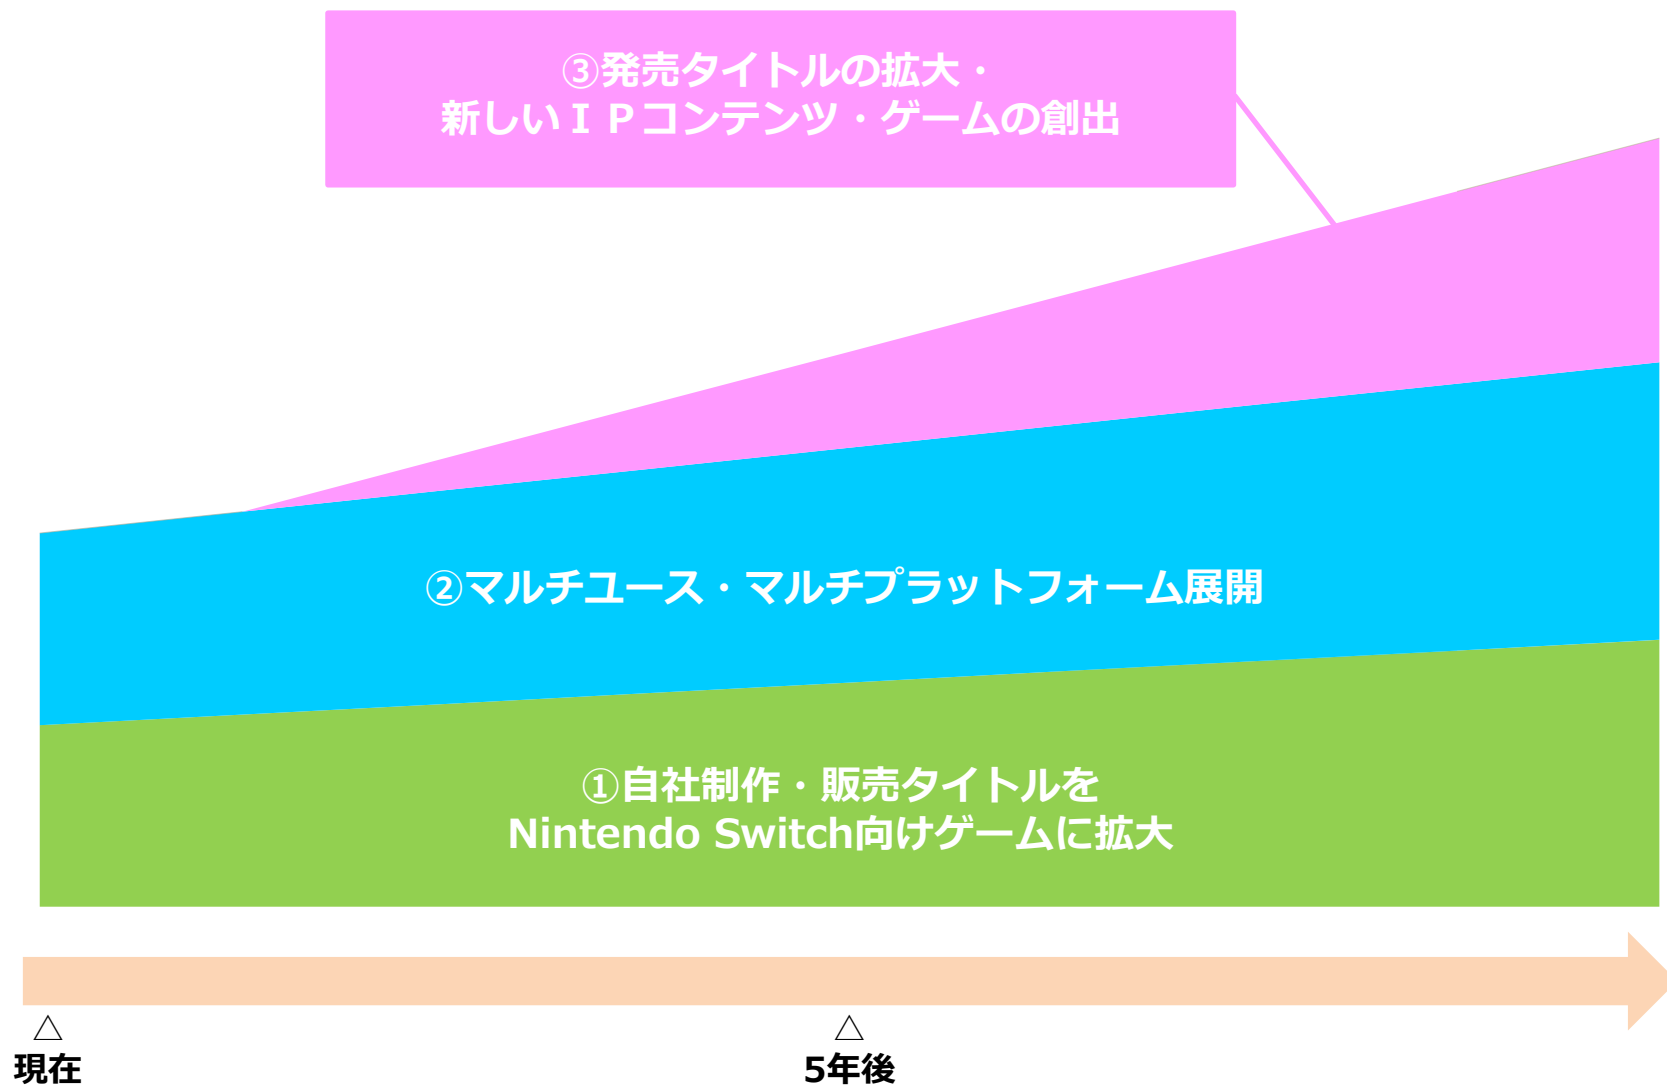 ③発売タイトルの拡大・
新しいＩＰコンテンツ・ゲームの創出
②マルチユース・マルチプラットフォーム展開
①自社制作・販売タイトルを
Nintendo Switch向けゲームに拡大
△
現在
△
5年後